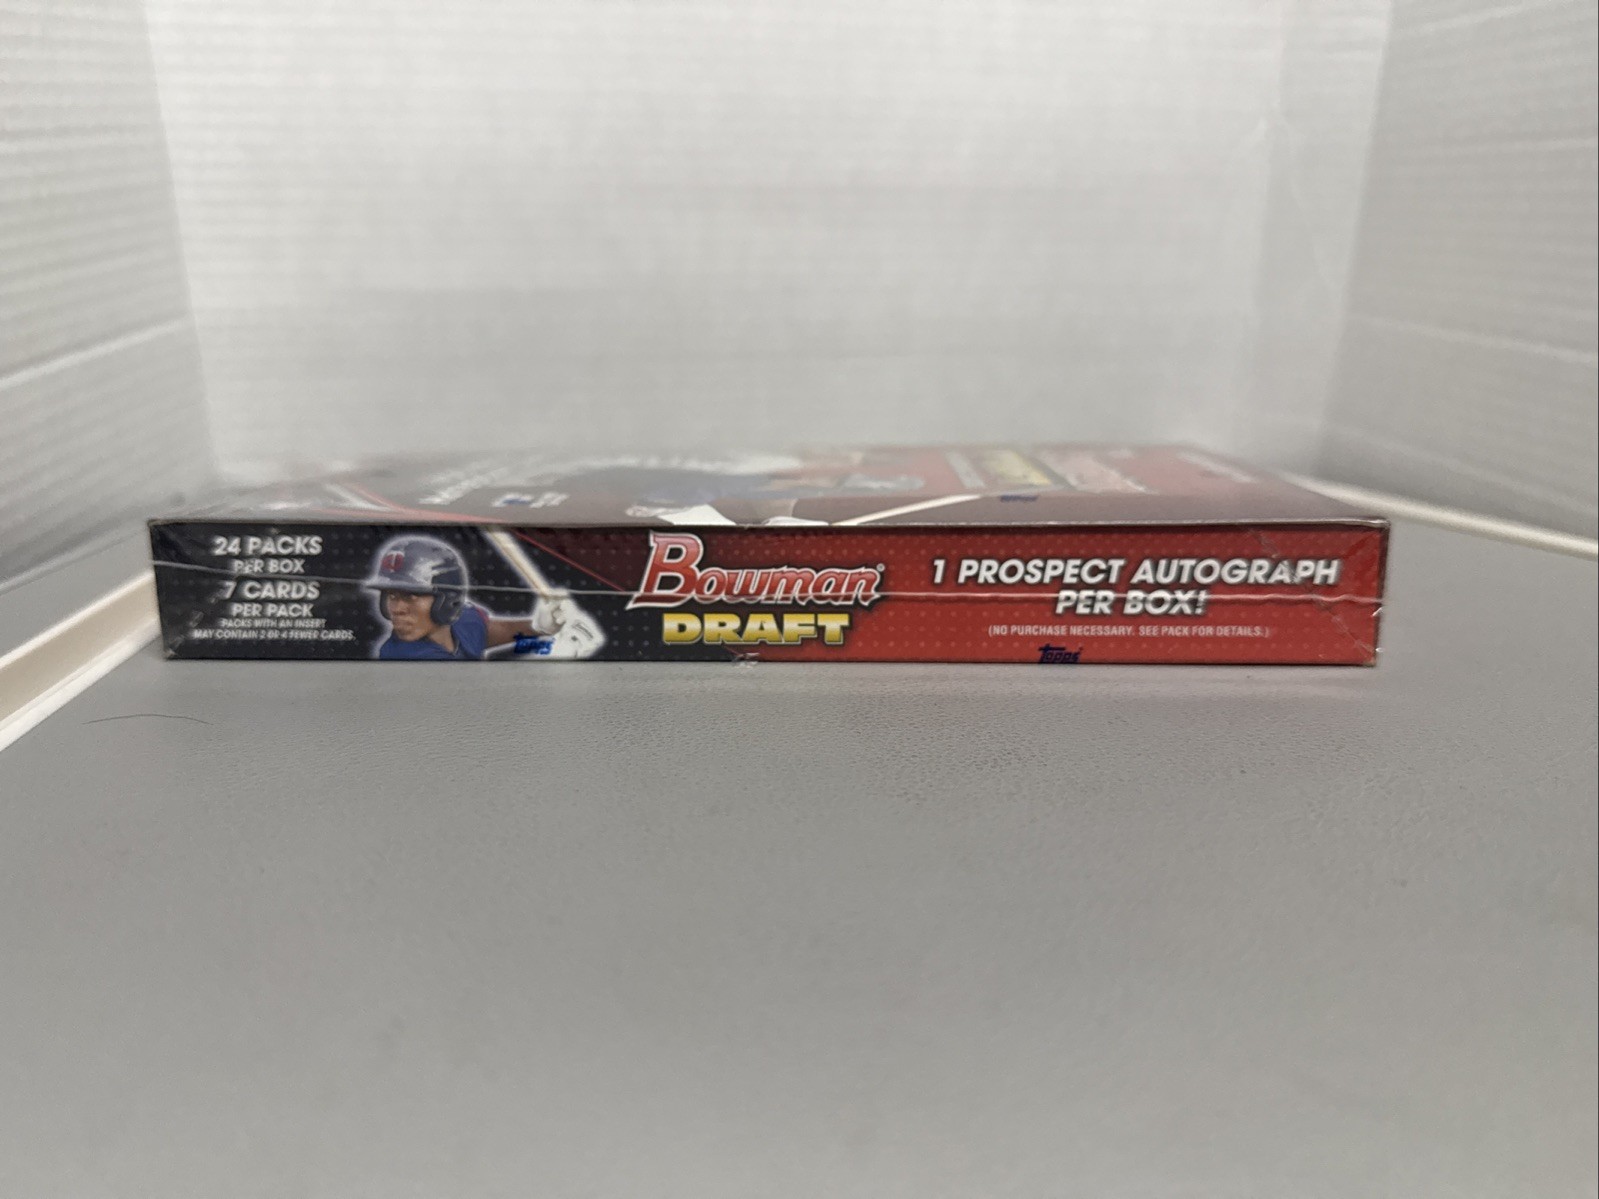 24 PACKS
PER BOX
7 CARDS
PER PACK
PACKS WITH AN INSERT
MAY CONTAIN 2 OR 4 FEWER CARDS.
Topps
Bowman®
DRAFT
1 PROSPECT AUTOGRAPH
PER BOX!
(NO PURCHASE NECESSARY. SEE PACK FOR DETAILS.)
Topps